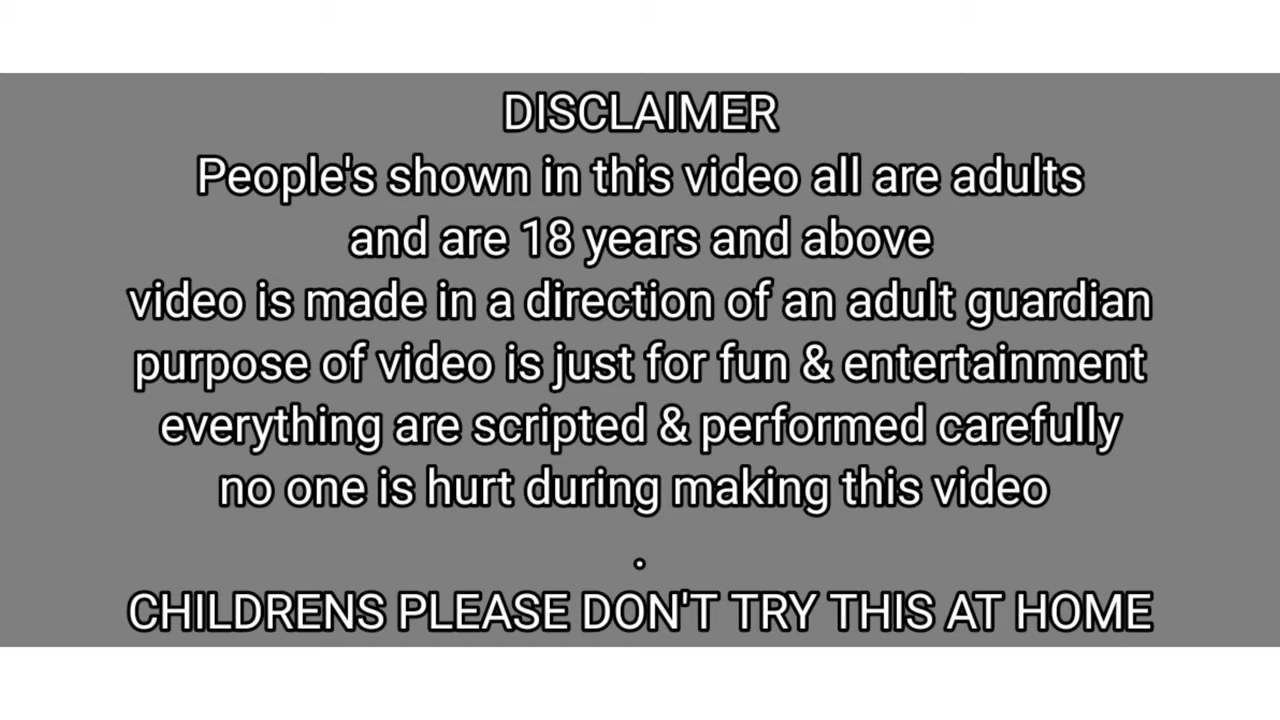 DISCLAIMER
People's shown in this video all are adults
and are 18 years and above
video is made in a direction of an adult guardian
purpose of video is just for fun & entertainment
everything are scripted & performed carefully
no one is hurt during making this video
.
CHILDRENS PLEASE DON'T TRY THIS AT HOME